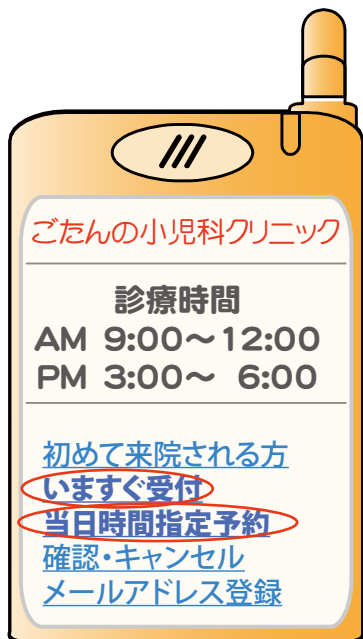 ごたんの小児科クリニック
診療時間
AM 9:00～12:00
PM 3:00～ 6:00
初めて来院される方
いますぐ受付
当日時間指定予約
確認・キャンセル
メールアドレス登録